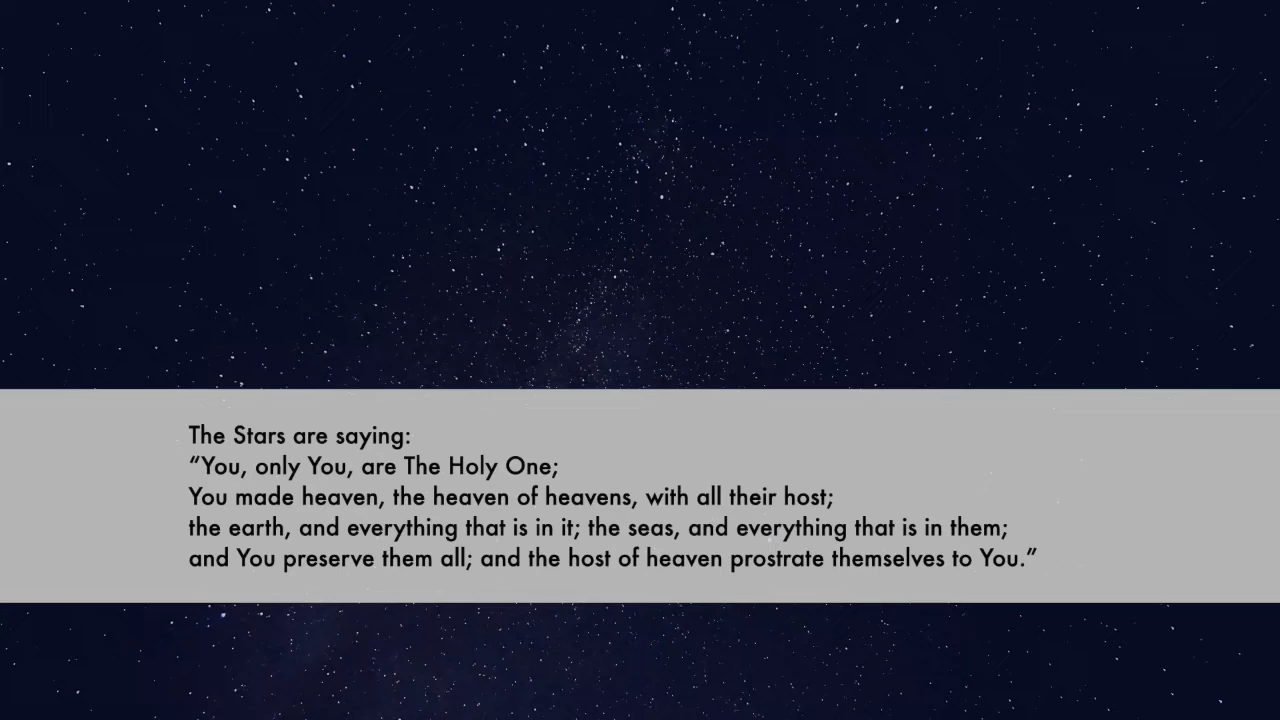 The Stars are saying:
“You, only You, are The Holy One;
You made heaven, the heaven of heavens, with all their host;
the earth, and everything that is in it; the seas, and everything that is in them;
and You preserve them all; and the host of heaven prostrate themselves to You.”